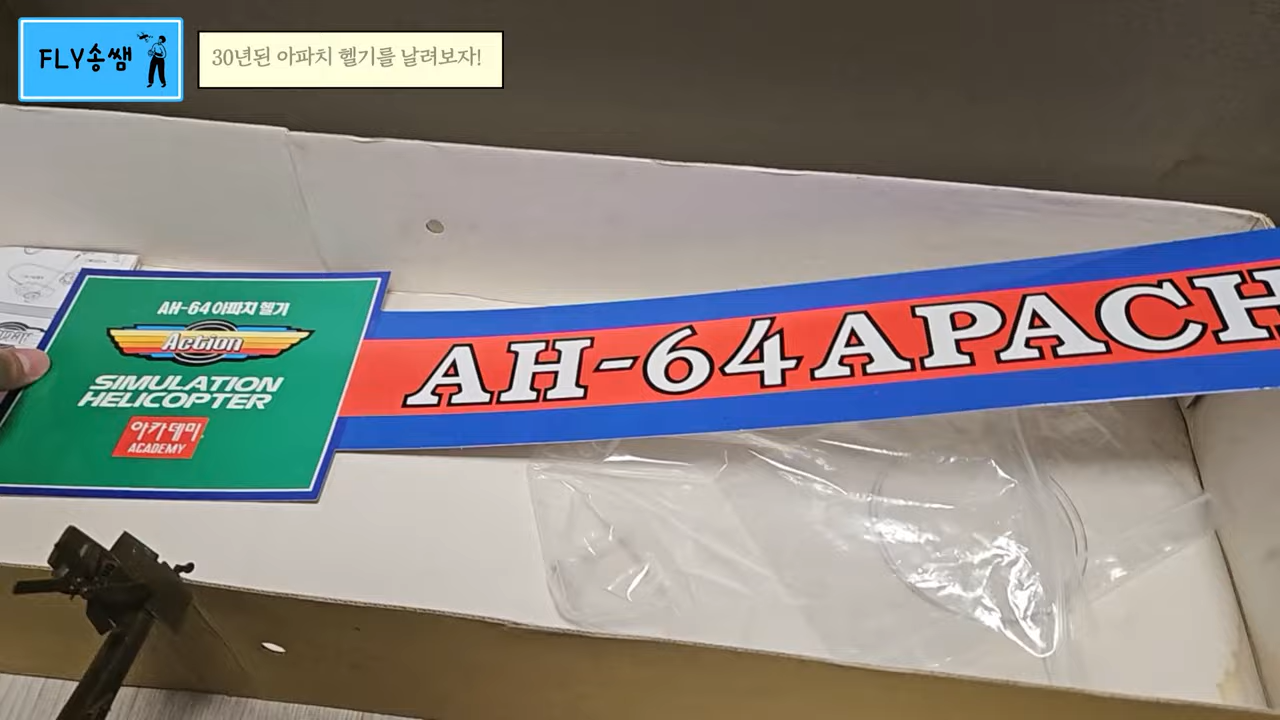 FLY송쌤
30년된 아파치 헬기를 날려보자!
AH-64 아파치 헬기
Action
SIMULATION
HELICOPTER
아카데미
ACADEMY
AH-64 APACH